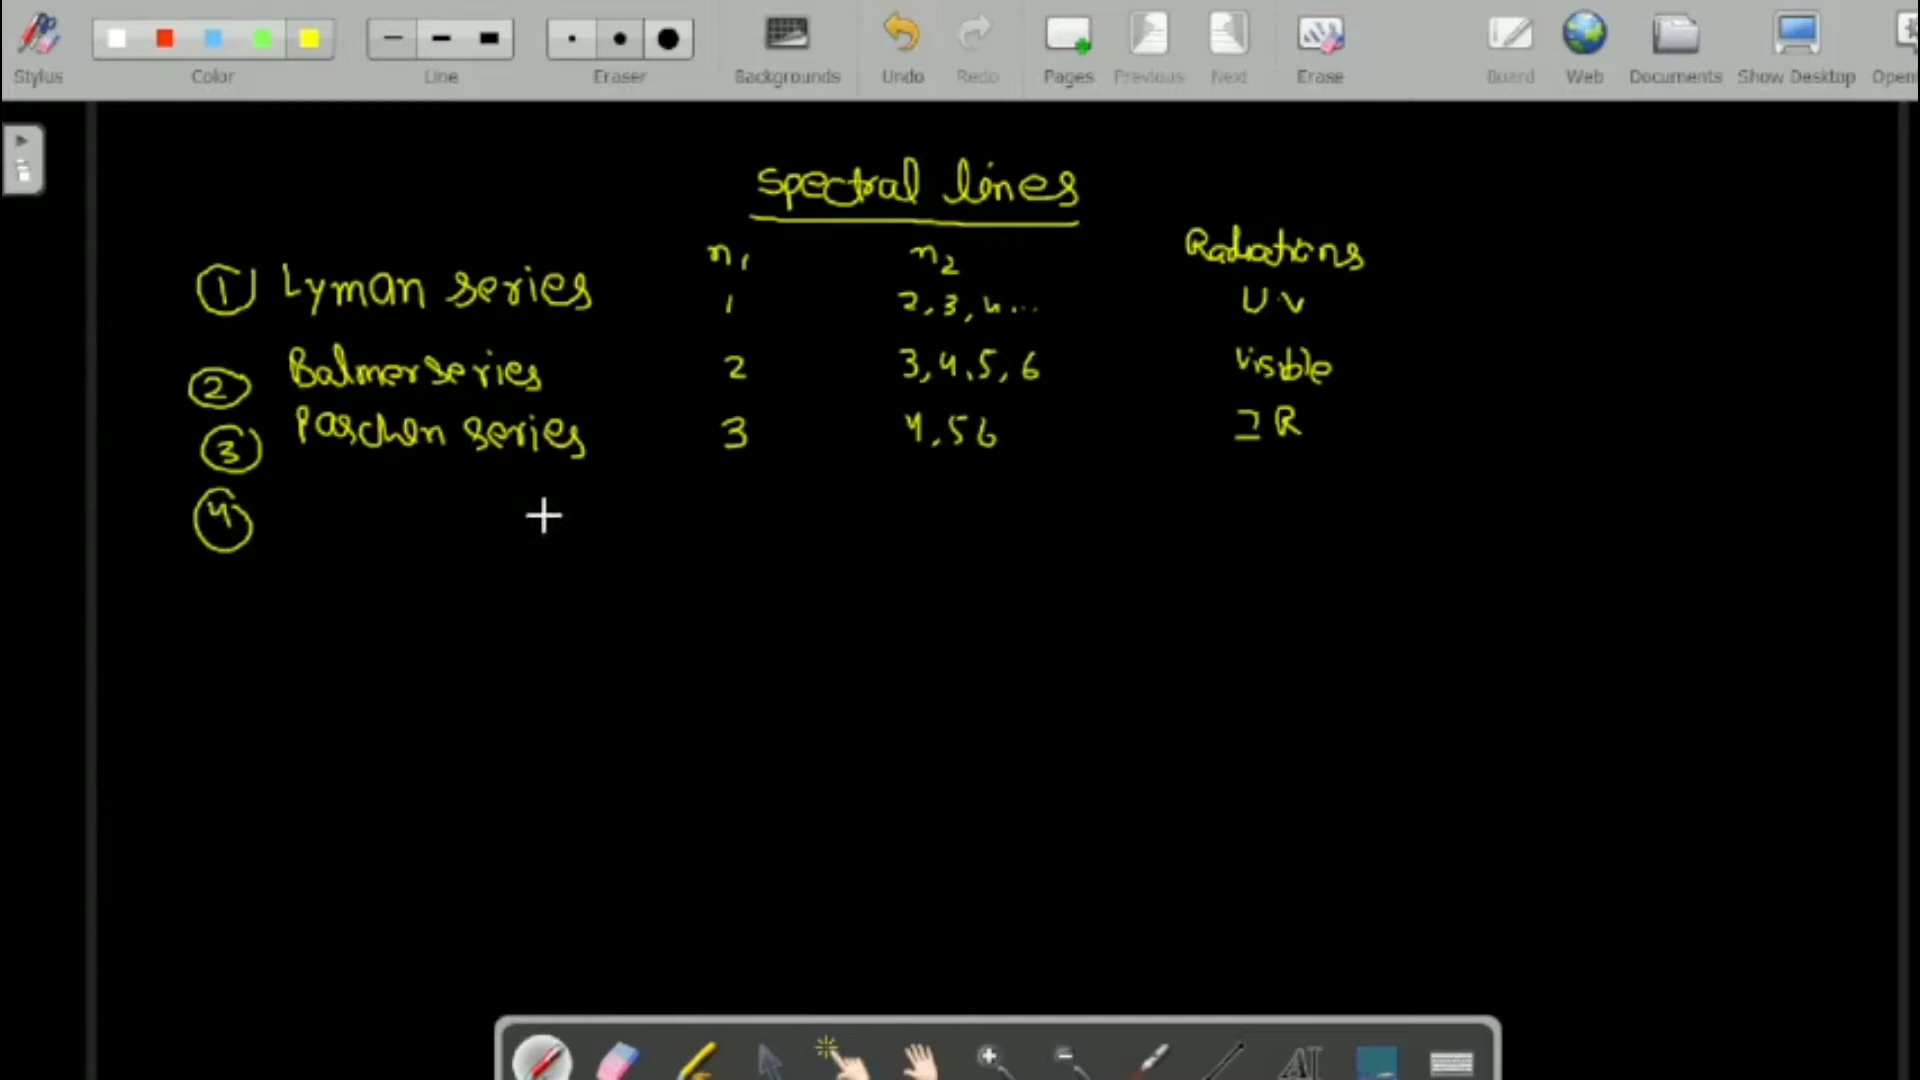 Stylus Color Line Eraser Backgrounds Undo Redo Pages Previous Next Erase Board Web Documents Show Desktop
Spectral lines
n1 n2 Radiations
1 Lyman series 1 2,3,4... U.V
2 Balmer series 2 3,4,5,6 Visible
3 Paschen series 3 4,5 6 IR
4